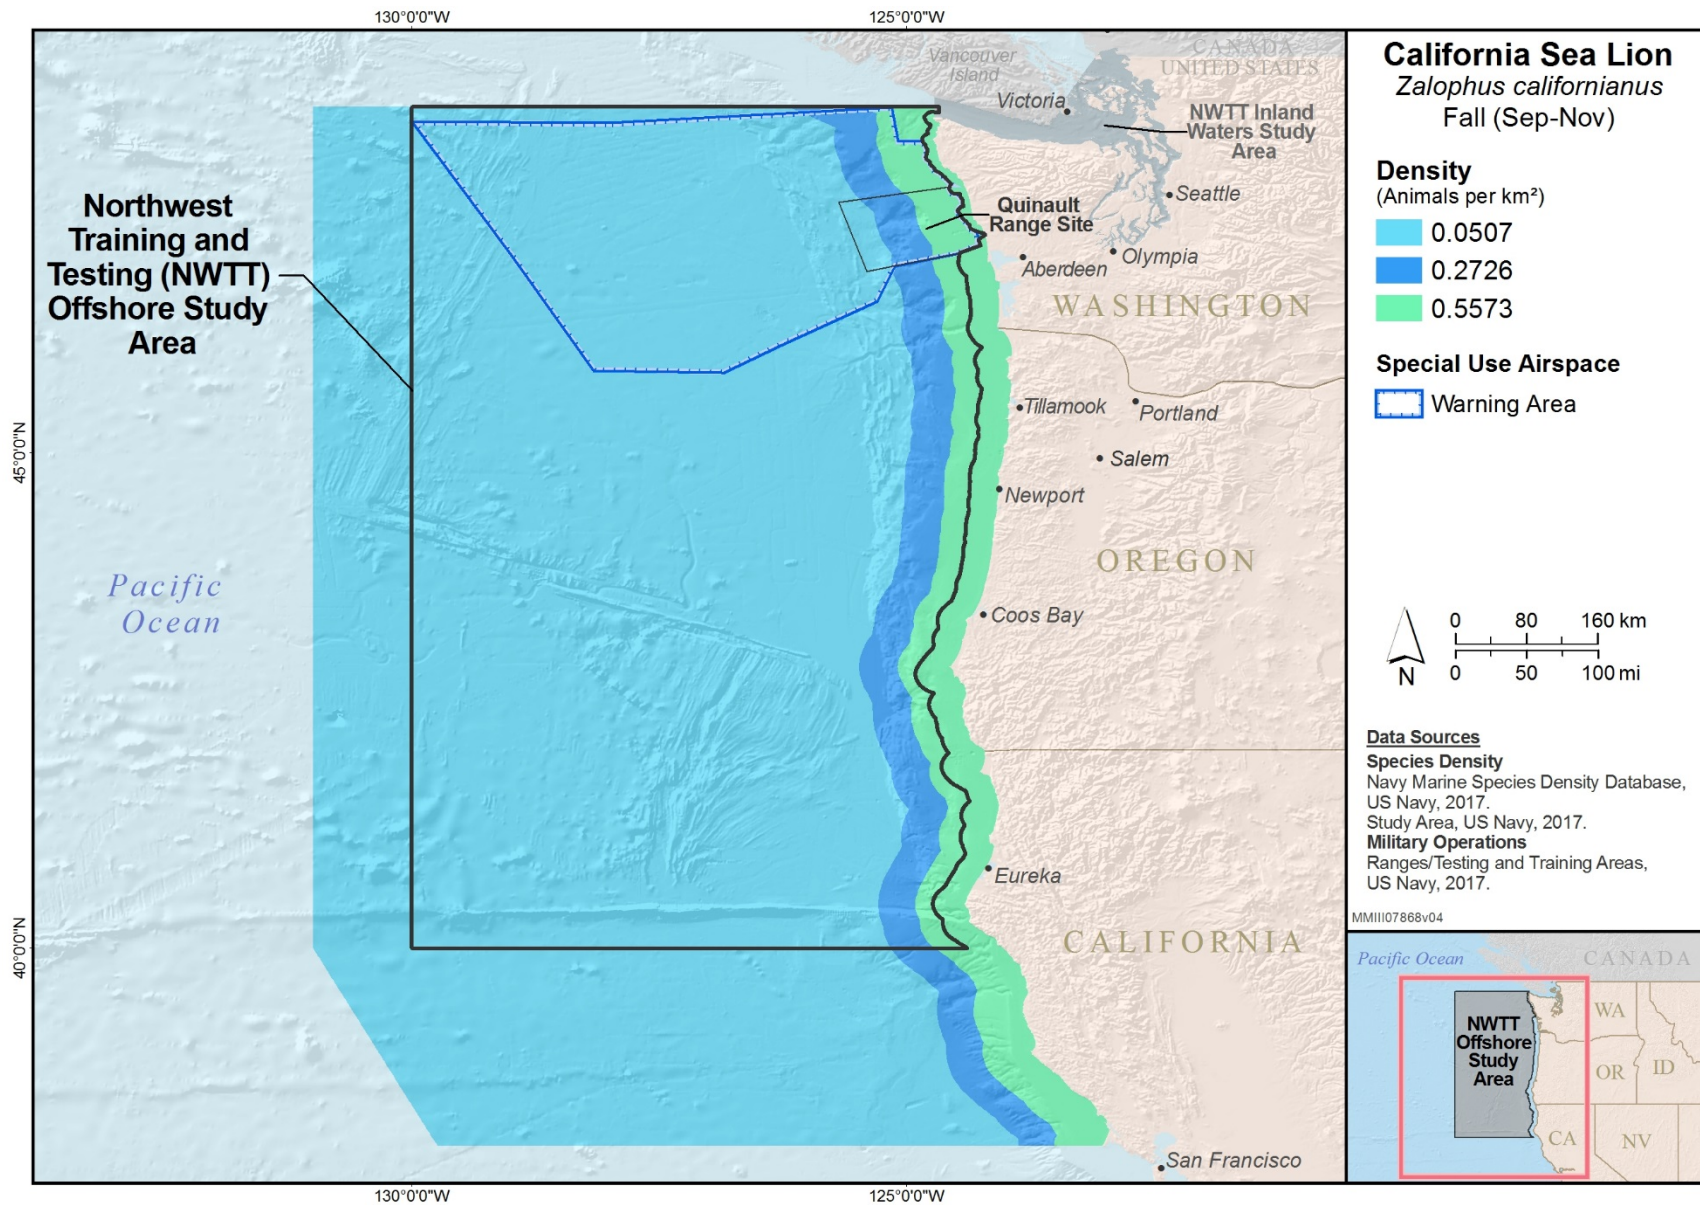 130°0'0"W
125°0'0"W
Vancouver
Island
CANADA
UNITED STATES
Victoria
NWTT Inland
Waters Study
Area
Seattle
Northwest
Training and
Testing (NWTT)
Offshore Study
Area
Quinault
Range Site
Aberdeen
Olympia
WASHINGTON
Tillamook
Portland
45°0'0"N
Salem
Newport
OREGON
Pacific
Ocean
Coos Bay
Eureka
40°0'0"N
CALIFORNIA
San Francisco
130°0'0"W
125°0'0"W
California Sea Lion
Zalophus californianus
Fall (Sep-Nov)
Density
(Animals per km²)
0.0507
0.2726
0.5573
Special Use Airspace
Warning Area
0 80 160 km
0 50 100 mi
N
Data Sources
Species Density
Navy Marine Species Density Database,
US Navy, 2017.
Study Area, US Navy, 2017.
Military Operations
Ranges/Testing and Training Areas,
US Navy, 2017.
MMIII07868v04
Pacific Ocean
CANADA
NWTT
Offshore
Study
Area
WA
OR
ID
CA
NV